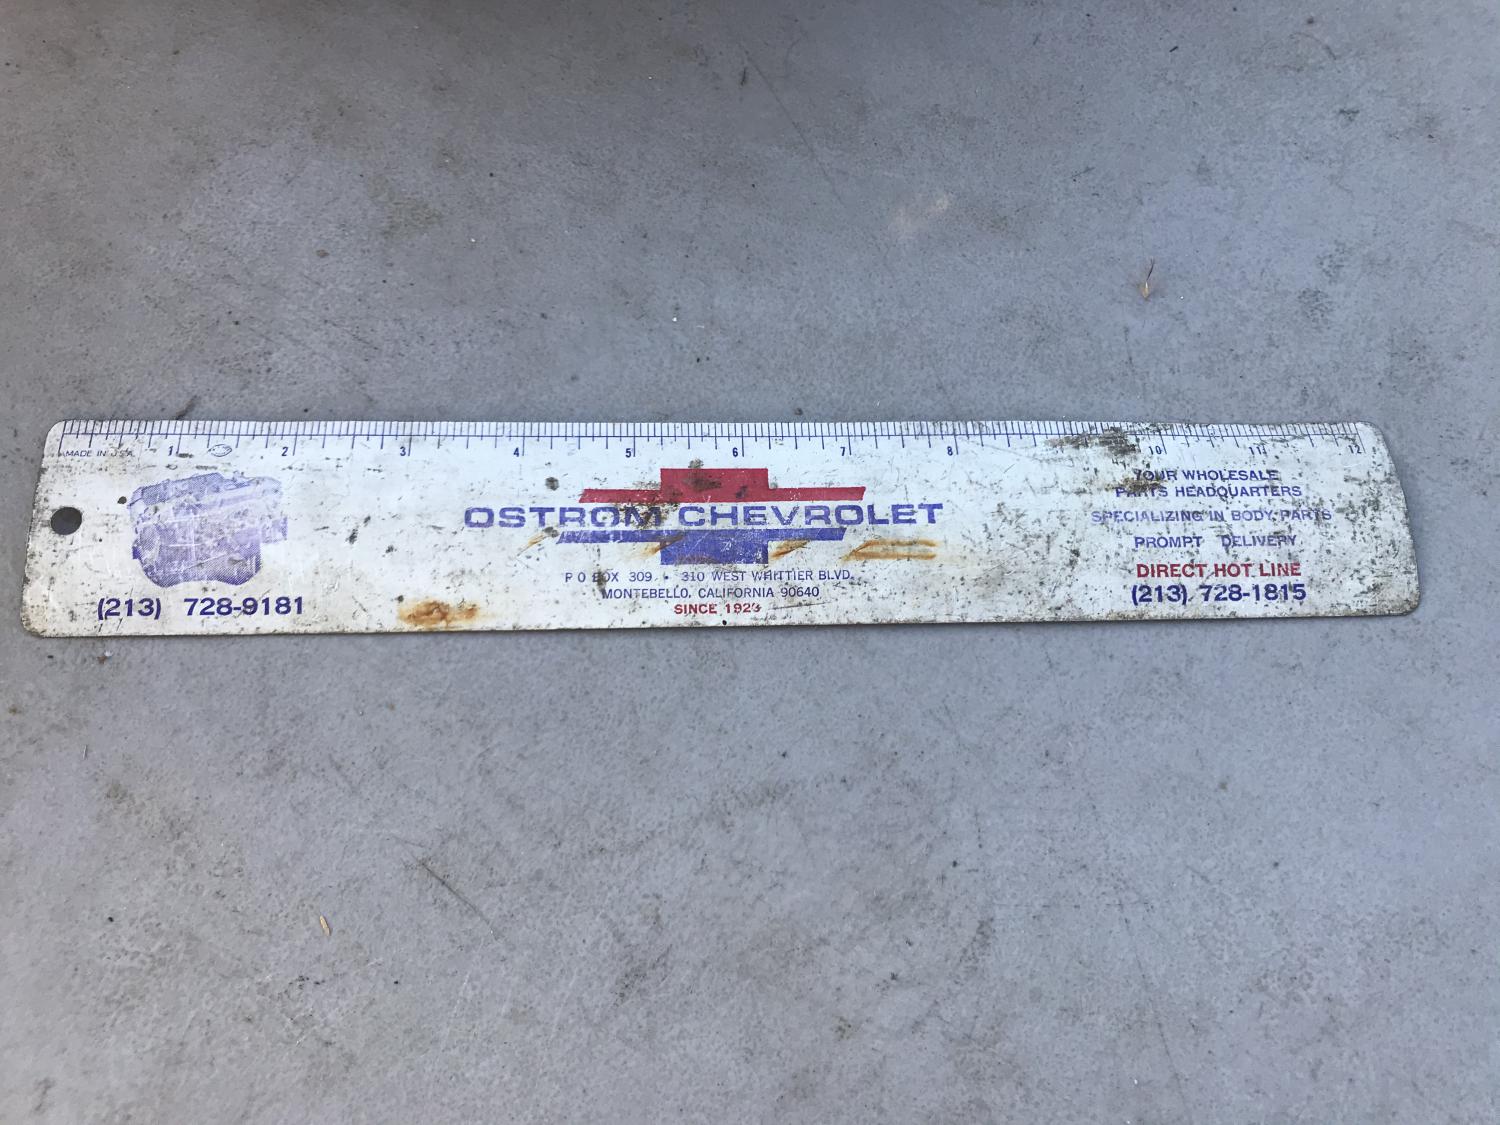 1 2 3 4 5 6 7 8 9 10 11 12
MADE IN U.S.A.
(213) 728-9181
OSTROM CHEVROLET
P O BOX 309 • 310 WEST WHITTIER BLVD.
MONTEBELLO, CALIFORNIA 90640
SINCE
YOUR WHOLESALE
PARTS HEADQUARTERS
SPECIALIZING IN BODY PARTS
PROMPT DELIVERY
DIRECT HOT LINE
(213) 728-1815